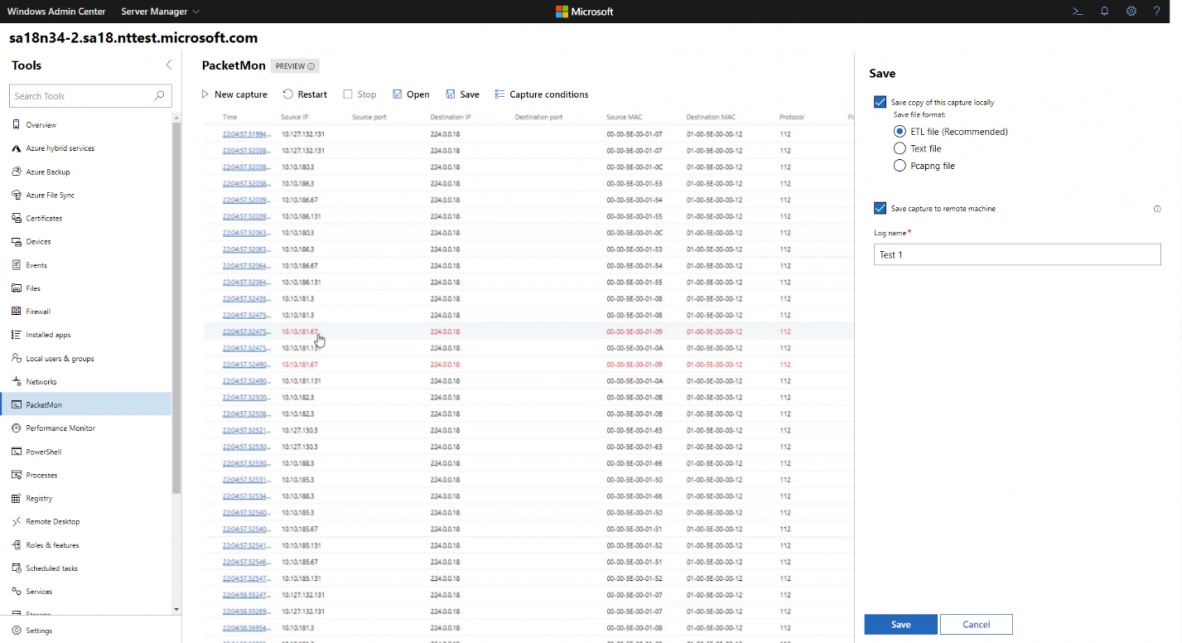 Windows Admin Center Server Manager Microsoft
sa18n34-2.sa18.nttest.microsoft.com
Tools
Search Tools
Overview
Azure hybrid services
Azure Backup
Azure File Sync
Certificates
Devices
Events
Files
Firewall
Installed apps
Local users & groups
Networks
PacketMon
Performance Monitor
PowerShell
Processes
Registry
Remote Desktop
Roles & features
Scheduled tasks
Services
Storage
Settings
PacketMon PREVIEW
New capture Restart Stop Open Save Capture conditions
Time Source IP Source port Destination IP Destination port Source MAC Destination MAC Protocol
22:04:57.51994... 10.127.132.131 224.0.0.18 00-00-5E-00-01-07 01-00-5E-00-00-12 112
22:04:57.52038... 10.127.132.131 224.0.0.18 00-00-5E-00-01-07 01-00-5E-00-00-12 112
22:04:57.52038... 10.10.180.3 224.0.0.18 00-00-5E-00-01-0C 01-00-5E-00-00-12 112
22:04:57.52038... 10.10.186.3 224.0.0.18 00-00-5E-00-01-53 01-00-5E-00-00-12 112
22:04:57.52039... 10.10.186.67 224.0.0.18 00-00-5E-00-01-54 01-00-5E-00-00-12 112
22:04:57.52039... 10.10.186.131 224.0.0.18 00-00-5E-00-01-55 01-00-5E-00-00-12 112
22:04:57.52063... 10.10.180.3 224.0.0.18 00-00-5E-00-01-0C 01-00-5E-00-00-12 112
22:04:57.52063... 10.10.186.3 224.0.0.18 00-00-5E-00-01-53 01-00-5E-00-00-12 112
22:04:57.52064... 10.10.186.67 224.0.0.18 00-00-5E-00-01-54 01-00-5E-00-00-12 112
22:04:57.52064... 10.10.186.131 224.0.0.18 00-00-5E-00-01-55 01-00-5E-00-00-12 112
22:04:57.52435... 10.10.181.3 224.0.0.18 00-00-5E-00-01-08 01-00-5E-00-00-12 112
22:04:57.52475... 10.10.181.3 224.0.0.18 00-00-5E-00-01-08 01-00-5E-00-00-12 112
22:04:57.52475... 10.10.181.67 224.0.0.18 00-00-5E-00-01-09 01-00-5E-00-00-12 112
22:04:57.52475... 10.10.181.131 224.0.0.18 00-00-5E-00-01-0A 01-00-5E-00-00-12 112
22:04:57.52490... 10.10.181.67 224.0.0.18 00-00-5E-00-01-09 01-00-5E-00-00-12 112
22:04:57.52490... 10.10.181.131 224.0.0.18 00-00-5E-00-01-0A 01-00-5E-00-00-12 112
22:04:57.52500... 10.10.182.3 224.0.0.18 00-00-5E-00-01-0B 01-00-5E-00-00-12 112
22:04:57.52508... 10.10.182.3 224.0.0.18 00-00-5E-00-01-0B 01-00-5E-00-00-12 112
22:04:57.52521... 10.127.130.3 224.0.0.18 00-00-5E-00-01-63 01-00-5E-00-00-12 112
22:04:57.52530... 10.127.130.3 224.0.0.18 00-00-5E-00-01-63 01-00-5E-00-00-12 112
22:04:57.52530... 10.10.188.3 224.0.0.18 00-00-5E-00-01-66 01-00-5E-00-00-12 112
22:04:57.52531... 10.10.185.3 224.0.0.18 00-00-5E-00-01-50 01-00-5E-00-00-12 112
22:04:57.52534... 10.10.188.3 224.0.0.18 00-00-5E-00-01-66 01-00-5E-00-00-12 112
22:04:57.52540... 10.10.185.3 224.0.0.18 00-00-5E-00-01-50 01-00-5E-00-00-12 112
22:04:57.52540... 10.10.185.67 224.0.0.18 00-00-5E-00-01-51 01-00-5E-00-00-12 112
22:04:57.52541... 10.10.185.131 224.0.0.18 00-00-5E-00-01-52 01-00-5E-00-00-12 112
22:04:57.52546... 10.10.185.67 224.0.0.18 00-00-5E-00-01-51 01-00-5E-00-00-12 112
22:04:57.52547... 10.10.185.131 224.0.0.18 00-00-5E-00-01-52 01-00-5E-00-00-12 112
22:04:58.55247... 10.127.132.131 224.0.0.18 00-00-5E-00-01-07 01-00-5E-00-00-12 112
22:04:58.55269... 10.127.132.131 224.0.0.18 00-00-5E-00-01-07 01-00-5E-00-00-12 112
22:04:58.56954... 10.10.181.3 224.0.0.18 00-00-5E-00-01-08 01-00-5E-00-00-12 112
Save
Save copy of this capture locally
Save file format:
ETL file (Recommended)
Text file
Pcapng file
Save capture to remote machine
Log name*
Test 1
Save Cancel